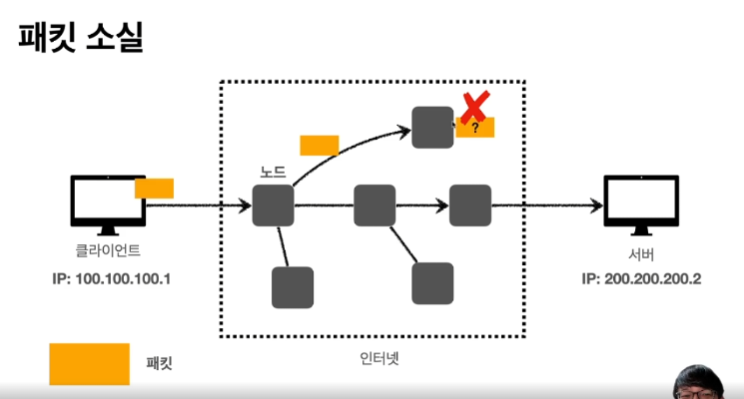 패킷 소실
?
노드
클라이언트
IP: 100.100.100.1
서버
IP: 200.200.200.2
인터넷
패킷